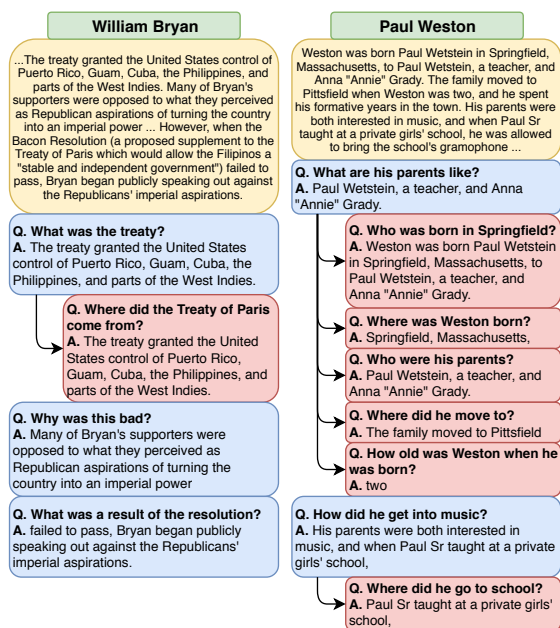 William Bryan
...The treaty granted the United States control of
Puerto Rico, Guam, Cuba, the Philippines, and
parts of the West Indies. Many of Bryan's
supporters were opposed to what they perceived
as Republican aspirations of turning the country
into an imperial power ... However, when the
Bacon Resolution (a proposed supplement to the
Treaty of Paris which would allow the Filipinos a
"stable and independent government") failed to
pass, Bryan began publicly speaking out against
the Republicans' imperial aspirations.
Q. What was the treaty?
A. The treaty granted the United States
control of Puerto Rico, Guam, Cuba, the
Philippines, and parts of the West Indies.
Q. Where did the Treaty of Paris
come from?
A. The treaty granted the United
States control of Puerto Rico,
Guam, Cuba, the Philippines, and
parts of the West Indies.
Q. Why was this bad?
A. Many of Bryan's supporters were
opposed to what they perceived as
Republican aspirations of turning the
country into an imperial power
Q. What was a result of the resolution?
A. failed to pass, Bryan began publicly
speaking out against the Republicans'
imperial aspirations.
Paul Weston
Weston was born Paul Wetstein in Springfield,
Massachusetts, to Paul Wetstein, a teacher, and
Anna "Annie" Grady. The family moved to
Pittsfield when Weston was two, and he spent
his formative years in the town. His parents were
both interested in music, and when Paul Sr
taught at a private girls' school, he was allowed
to bring the school's gramophone ...
Q. What are his parents like?
A. Paul Wetstein, a teacher, and Anna
"Annie" Grady.
Q. Who was born in Springfield?
A. Weston was born Paul Wetstein
in Springfield, Massachusetts, to
Paul Wetstein, a teacher, and
Anna "Annie" Grady.
Q. Where was Weston born?
A. Springfield, Massachusetts,
Q. Who were his parents?
A. Paul Wetstein, a teacher, and
Anna "Annie" Grady.
Q. Where did he move to?
A. The family moved to Pittsfield
Q. How old was Weston when he
was born?
A. two
Q. How did he get into music?
A. His parents were both interested in
music, and when Paul Sr taught at a private
girls' school,
Q. Where did he go to school?
A. Paul Sr taught at a private girls'
school,